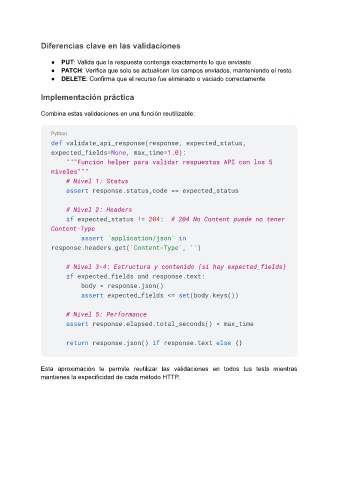 Diferencias clave en las validaciones
● PUT: Valida que la respuesta contenga exactamente lo que enviaste
● PATCH: Verifica que solo se actualicen los campos enviados, manteniendo el resto
● DELETE: Confirma que el recurso fue eliminado o vaciado correctamente
Implementación práctica
Combina estas validaciones en una función reutilizable:
Python
def validate_api_response(response, expected_status,
expected_fields=None, max_time=1.0):
"""Función helper para validar respuestas API con los 5
niveles"""
# Nivel 1: Status
assert response.status_code == expected_status
# Nivel 2: Headers
if expected_status != 204: # 204 No Content puede no tener
Content-Type
assert 'application/json' in
response.headers.get('Content-Type', '')
# Nivel 3-4: Estructura y contenido (si hay expected_fields)
if expected_fields and response.text:
body = response.json()
assert expected_fields <= set(body.keys())
# Nivel 5: Performance
assert response.elapsed.total_seconds() < max_time
return response.json() if response.text else {}
Esta aproximación te permite reutilizar las validaciones en todos tus tests mientras
mantienes la especificidad de cada método HTTP.